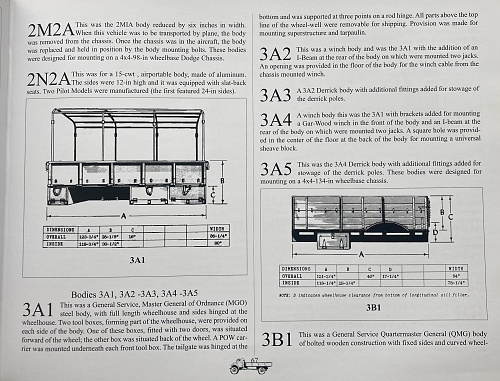 2M2A This was the 2MIA body reduced by six inches in width.
When this vehicle was to be transported by plane, the body
was removed from the chassis. Once the chassis was in the aircraft, the body
was replaced and held in position by the body mounting bolts. These bodies
were designed for mounting on a 4x4-98-in wheelbase Dodge Chassis.
2N2A This was for a 15-cwt , airportable body, made of aluminum.
The sides were 12-in high and it was equipped with slat-back
seats. Two Pilot Models were manufactured (the first featured 24-in sides).
B
A
DIMENSIONS A B C WIDTH
OVERALL
INSIDE
3A1
Bodies 3A1, 3A2 -3A3, 3A4 -3A5
3A1 This was a General Service, Master General of Ordnance (MGO)
steel body, with full length wheelhouse and sides hinged at the
wheelhouse. Two tool boxes, forming part of the wheelhouse, were provided on
each side of the body. One of these boxes, fitted with two doors, was situated
forward of the wheel; the other box was situated back of the wheel. A POW car-
rier was mounted underneath each front tool box. The tailgate was hinged at the
bottom and was supported at three points on a rod hinge. All parts above the top
line of the wheel-well were removable for shipping. Provision was made for
mounting superstructure and tarpaulin.
3A2 This was a winch body and was the 3A1 with the addition of an
I-Beam at the rear of the body on which were mounted two jacks.
An opening was provided in the floor of the body for the winch cable from the
chassis mounted winch.
3A3 A 3A2 Derrick body with additional fittings added for stowage of
the derrick poles.
3A4 A winch body this was the 3A1 with brackets added for mounting
a Gar-Wood winch in the front of the body and an I-beam at the
rear of the body on which were mounted two jacks. A square hole was provid-
ed in the center of the floor at the back of the body for mounting a universal
sheave block.
3A5 This was the 3A4 Derrick body with additional fittings added for
stowage of the derrick poles. These bodies were designed for
mounting on a 4x4-134-in wheelbase chassis.
B
C
D
A
DIMENSIONS A B C D WIDTH
OVERALL
INSIDE
NOTE: D indicates wheelhouse clearance from bottom of longitudinal sill filler.
3B1
3B1 This was a General Service Quartermaster General (QMG) body
of bolted wooden construction with fixed sides and curved wheel-
67